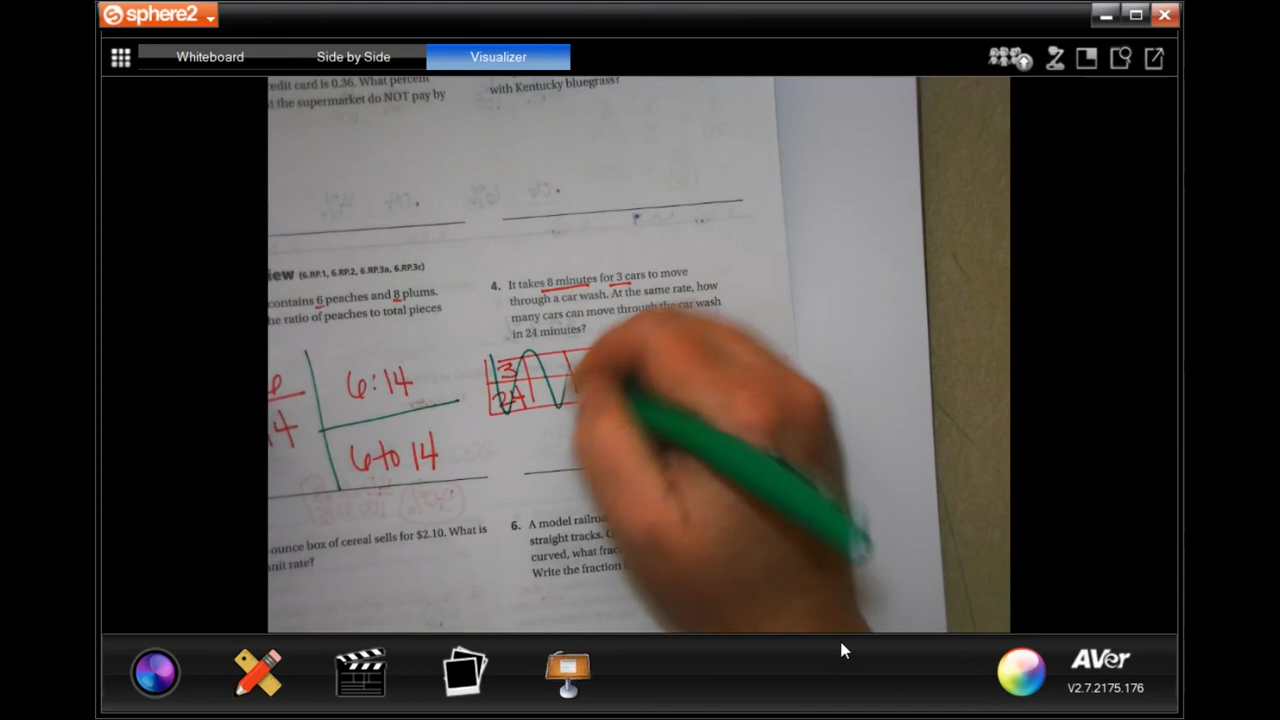 sphere2
Whiteboard Side by Side Visualizer
edit card is 0.36. What percent
t the supermarket do NOT pay by
with Kentucky bluegrass?
iew (6.RP.1, 6.RP.2, 6.RP.3a, 6.RP.3c)
contains 6 peaches and 8 plums.
he ratio of peaches to total pieces
6:14
14
6 to 14
4. It takes 8 minutes for 3 cars to move
through a car wash. At the same rate, how
many cars can move through the car wash
in 24 minutes?
3
24
ounce box of cereal sells for $2.10. What is
unit rate?
6. A model railroa
straight tracks.
curved, what frac
Write the fraction
AVer
V2.7.2175.176